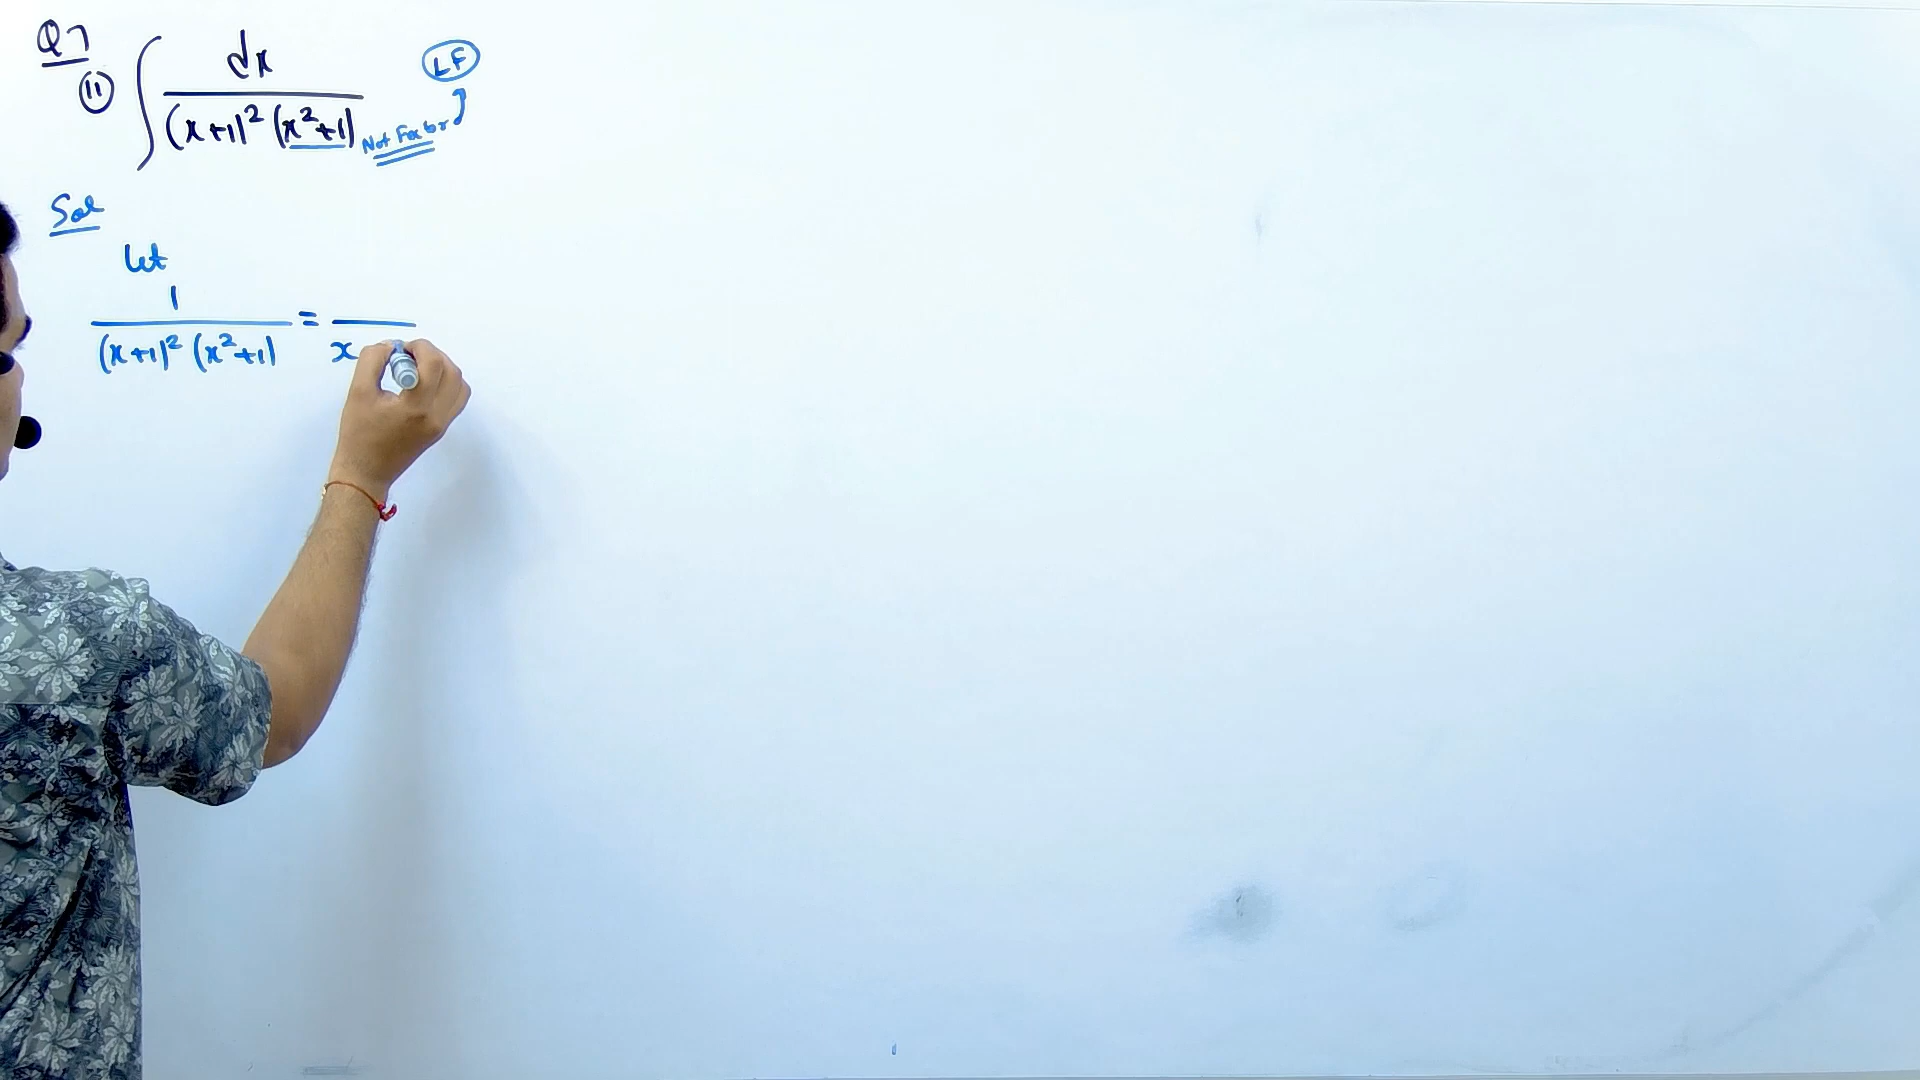 Q7
(11) ∫ dx / (x+1)² (x²+1) Not Factor LF
Sol
Let
1 / (x+1)² (x²+1) = / x